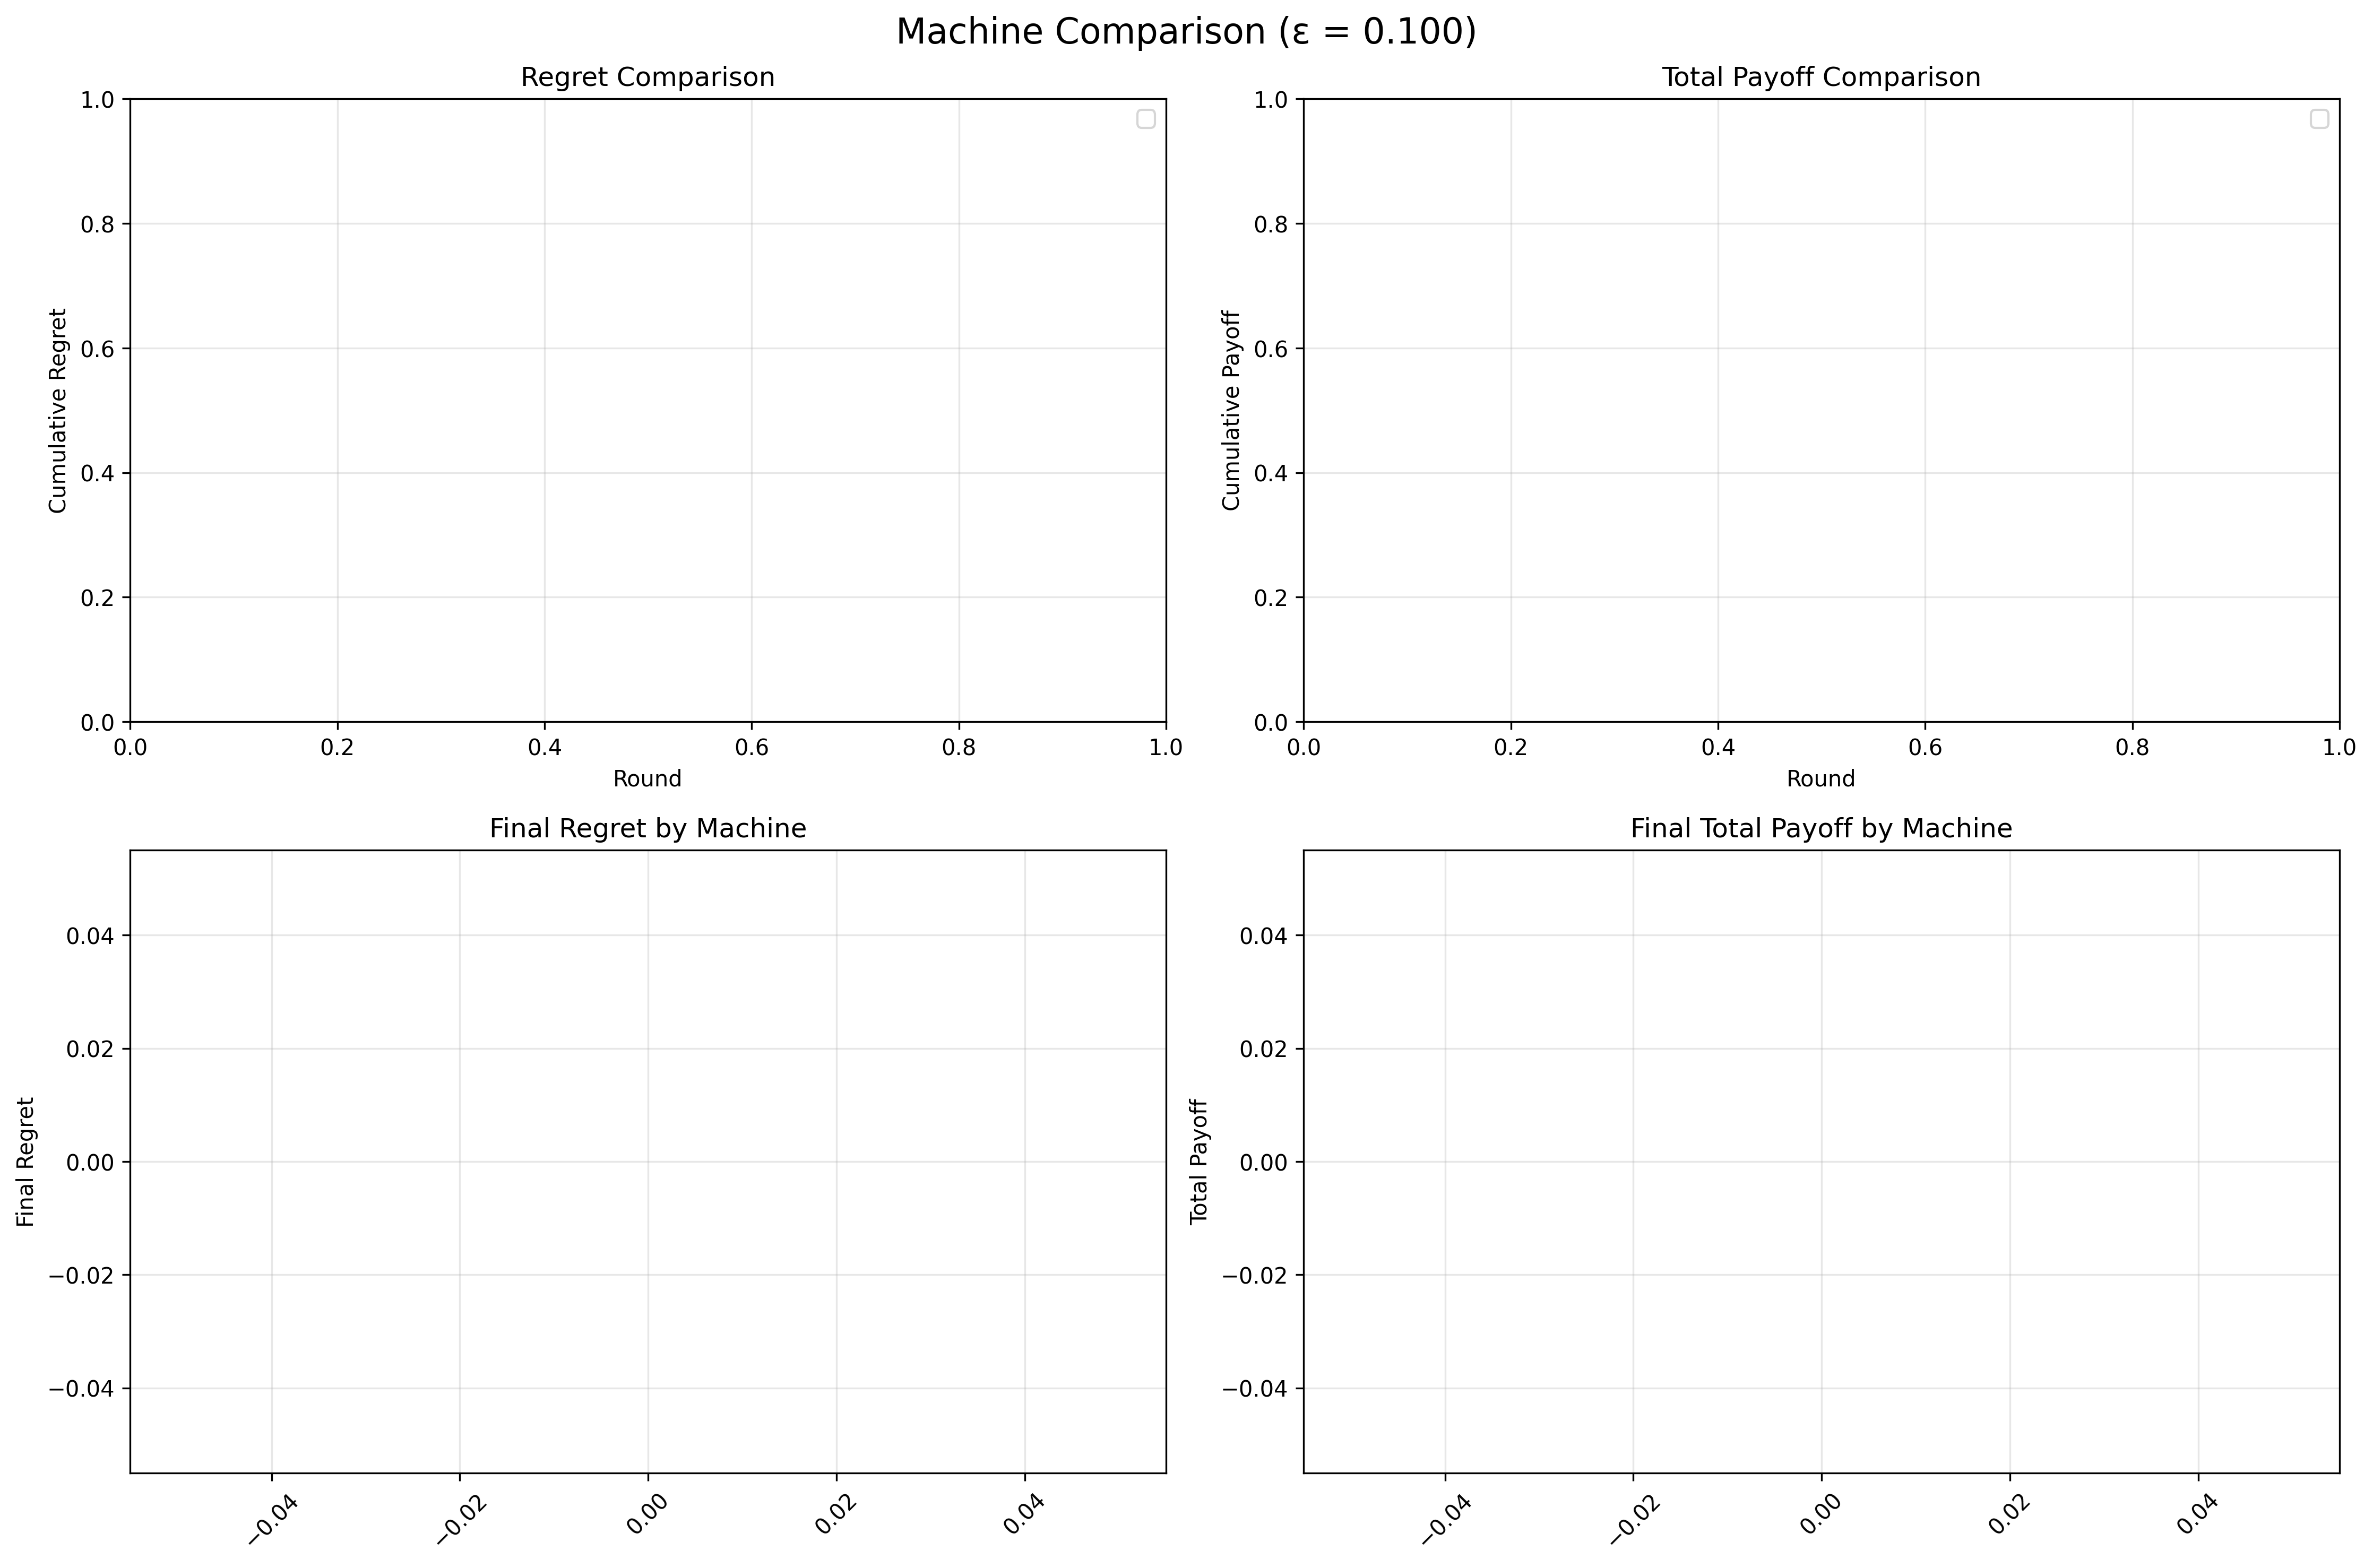 Machine Comparison (ε = 0.100)
Regret Comparison
1.0
0.8
0.6
0.4
0.2
0.0
Cumulative Regret
0.0 0.2 0.4 0.6 0.8 1.0
Round
Total Payoff Comparison
1.0
0.8
0.6
0.4
0.2
0.0
Cumulative Payoff
0.0 0.2 0.4 0.6 0.8 1.0
Round
Final Regret by Machine
0.04
0.02
0.00
−0.02
−0.04
Final Regret
−0.04 −0.02 0.00 0.02 0.04
Final Total Payoff by Machine
0.04
0.02
0.00
−0.02
−0.04
Total Payoff
−0.04 −0.02 0.00 0.02 0.04